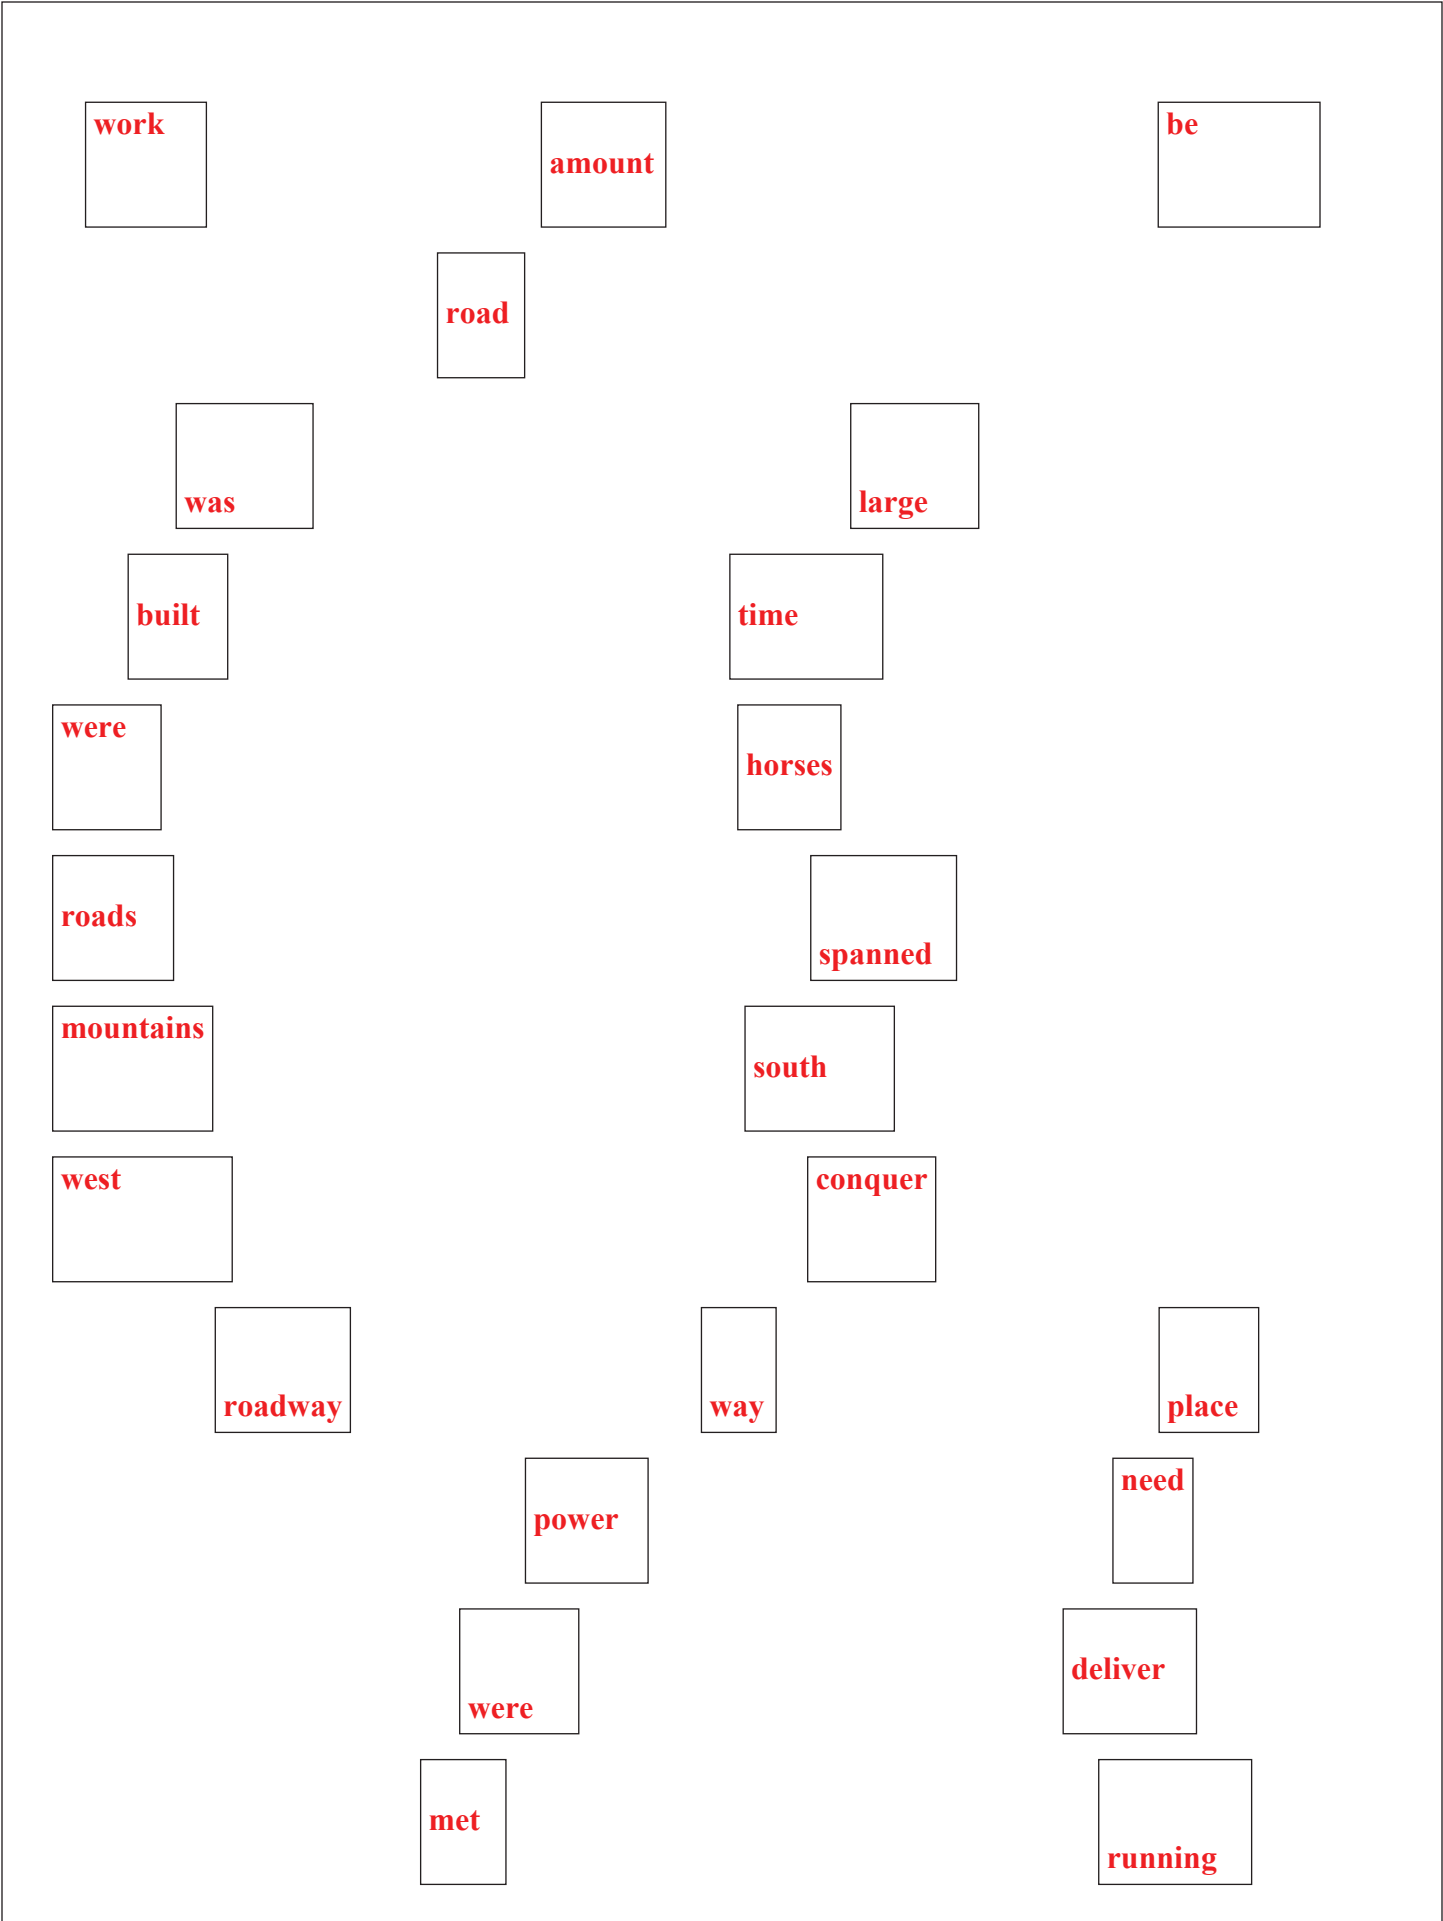 work amount be
road
was large
built time
were horses
roads spanned
mountains south
west conquer
roadway way place
power need
were deliver
met running